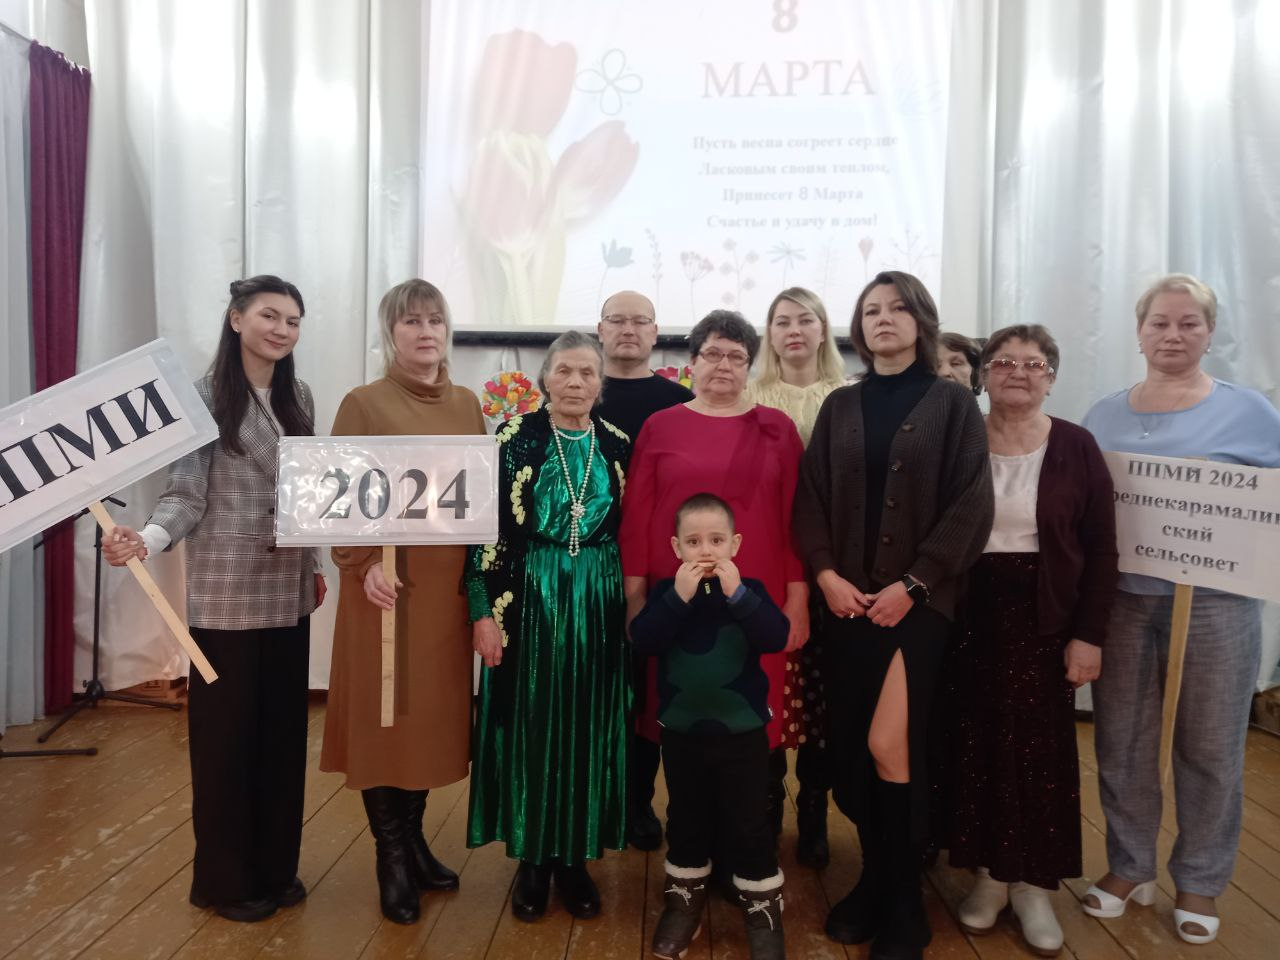 8
МАРТА
Пусть весна согреет сердце
Ласковым своим теплом,
Принесет 8 Марта
Счастье и удачу в дом!
ППМИ
2024
ППМИ 2024
реднекарамалин
ский
сельсовет